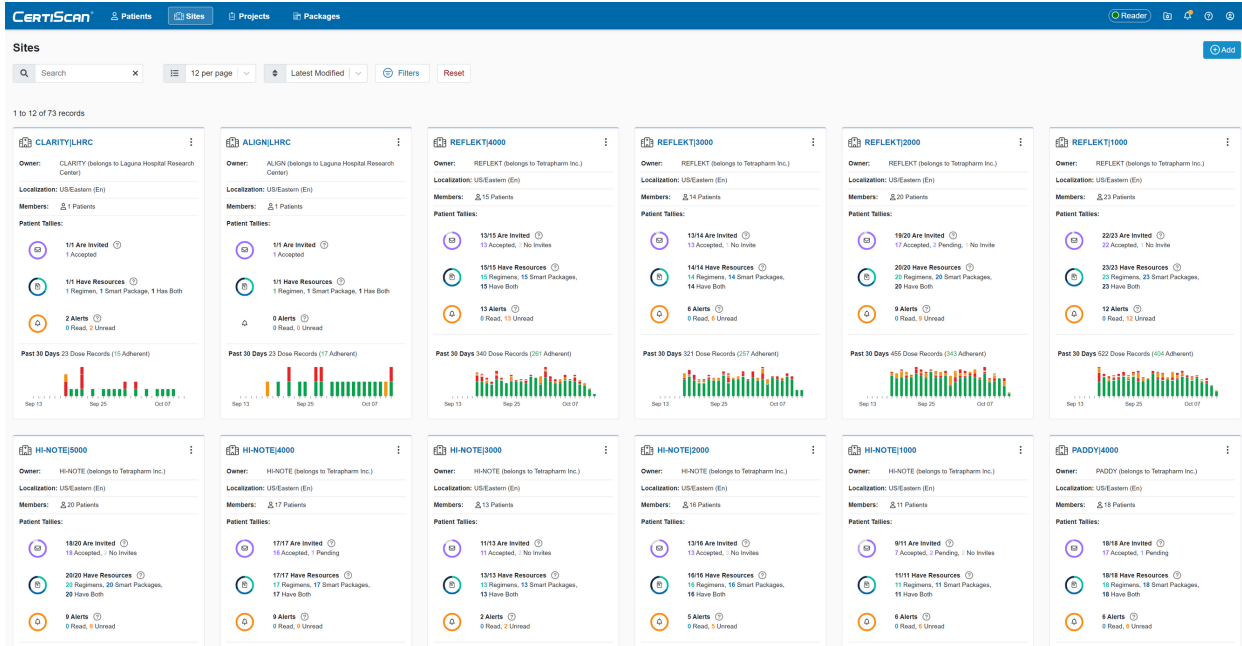 CERTISCAN Patients Sites Projects Packages Reader
Sites
Add
Search 12 per page Latest Modified Filters Reset
1 to 12 of 73 records
CLARITY|LHRC
Owner: CLARITY (belongs to Laguna Hospital Research
Center)
Localization: US/Eastern (En)
Members: 1 Patients
Patient Tallies:
1/1 Are Invited
1 Accepted
1/1 Have Resources
1 Regimen, 1 Smart Package, 1 Has Both
2 Alerts
0 Read, 2 Unread
Past 30 Days 23 Dose Records (15 Adherent)
Sep 13 Sep 25 Oct 07
ALIGN|LHRC
Owner: ALIGN (belongs to Laguna Hospital Research
Center)
Localization: US/Eastern (En)
Members: 1 Patients
Patient Tallies:
1/1 Are Invited
1 Accepted
1/1 Have Resources
1 Regimen, 1 Smart Package, 1 Has Both
0 Alerts
0 Read, 0 Unread
Past 30 Days 23 Dose Records (17 Adherent)
Sep 13 Sep 25 Oct 07
REFLEKT|4000
Owner: REFLEKT (belongs to Tetrapharm Inc.)
Localization: US/Eastern (En)
Members: 15 Patients
Patient Tallies:
13/15 Are Invited
13 Accepted, 2 No Invites
15/15 Have Resources
15 Regimens, 15 Smart Packages,
15 Have Both
13 Alerts
0 Read, 13 Unread
Past 30 Days 340 Dose Records (261 Adherent)
Sep 13 Sep 25 Oct 07
REFLEKT|3000
Owner: REFLEKT (belongs to Tetrapharm Inc.)
Localization: US/Eastern (En)
Members: 14 Patients
Patient Tallies:
13/14 Are Invited
13 Accepted, 1 No Invite
14/14 Have Resources
14 Regimens, 14 Smart Packages,
14 Have Both
6 Alerts
0 Read, 6 Unread
Past 30 Days 321 Dose Records (257 Adherent)
Sep 13 Sep 25 Oct 07
REFLEKT|2000
Owner: REFLEKT (belongs to Tetrapharm Inc.)
Localization: US/Eastern (En)
Members: 20 Patients
Patient Tallies:
19/20 Are Invited
17 Accepted, 2 Pending, 1 No Invite
20/20 Have Resources
20 Regimens, 20 Smart Packages,
20 Have Both
9 Alerts
0 Read, 9 Unread
Past 30 Days 455 Dose Records (343 Adherent)
Sep 13 Sep 25 Oct 07
REFLEKT|1000
Owner: REFLEKT (belongs to Tetrapharm Inc.)
Localization: US/Eastern (En)
Members: 23 Patients
Patient Tallies:
22/23 Are Invited
22 Accepted, 1 No Invite
23/23 Have Resources
23 Regimens, 23 Smart Packages,
23 Have Both
12 Alerts
0 Read, 12 Unread
Past 30 Days 522 Dose Records (404 Adherent)
Sep 13 Sep 25 Oct 07
HI-NOTE|5000
Owner: HI-NOTE (belongs to Tetrapharm Inc.)
Localization: US/Eastern (En)
Members: 20 Patients
Patient Tallies:
18/20 Are Invited
18 Accepted, 2 No Invites
20/20 Have Resources
20 Regimens, 20 Smart Packages,
20 Have Both
9 Alerts
0 Read, 9 Unread
HI-NOTE|4000
Owner: HI-NOTE (belongs to Tetrapharm Inc.)
Localization: US/Eastern (En)
Members: 17 Patients
Patient Tallies:
17/17 Are Invited
16 Accepted, 1 Pending
17/17 Have Resources
17 Regimens, 17 Smart Packages,
17 Have Both
9 Alerts
0 Read, 9 Unread
HI-NOTE|3000
Owner: HI-NOTE (belongs to Tetrapharm Inc.)
Localization: US/Eastern (En)
Members: 13 Patients
Patient Tallies:
11/13 Are Invited
11 Accepted, 2 No Invites
13/13 Have Resources
13 Regimens, 13 Smart Packages,
13 Have Both
2 Alerts
0 Read, 2 Unread
HI-NOTE|2000
Owner: HI-NOTE (belongs to Tetrapharm Inc.)
Localization: US/Eastern (En)
Members: 16 Patients
Patient Tallies:
13/16 Are Invited
13 Accepted, 3 No Invites
16/16 Have Resources
16 Regimens, 16 Smart Packages,
16 Have Both
5 Alerts
0 Read, 5 Unread
HI-NOTE|1000
Owner: HI-NOTE (belongs to Tetrapharm Inc.)
Localization: US/Eastern (En)
Members: 11 Patients
Patient Tallies:
9/11 Are Invited
7 Accepted, 2 Pending, 2 No Invites
11/11 Have Resources
11 Regimens, 11 Smart Packages,
11 Have Both
6 Alerts
0 Read, 6 Unread
PADDY|4000
Owner: PADDY (belongs to Tetrapharm Inc.)
Localization: US/Eastern (En)
Members: 18 Patients
Patient Tallies:
18/18 Are Invited
17 Accepted, 1 Pending
18/18 Have Resources
18 Regimens, 18 Smart Packages,
18 Have Both
6 Alerts
0 Read, 6 Unread